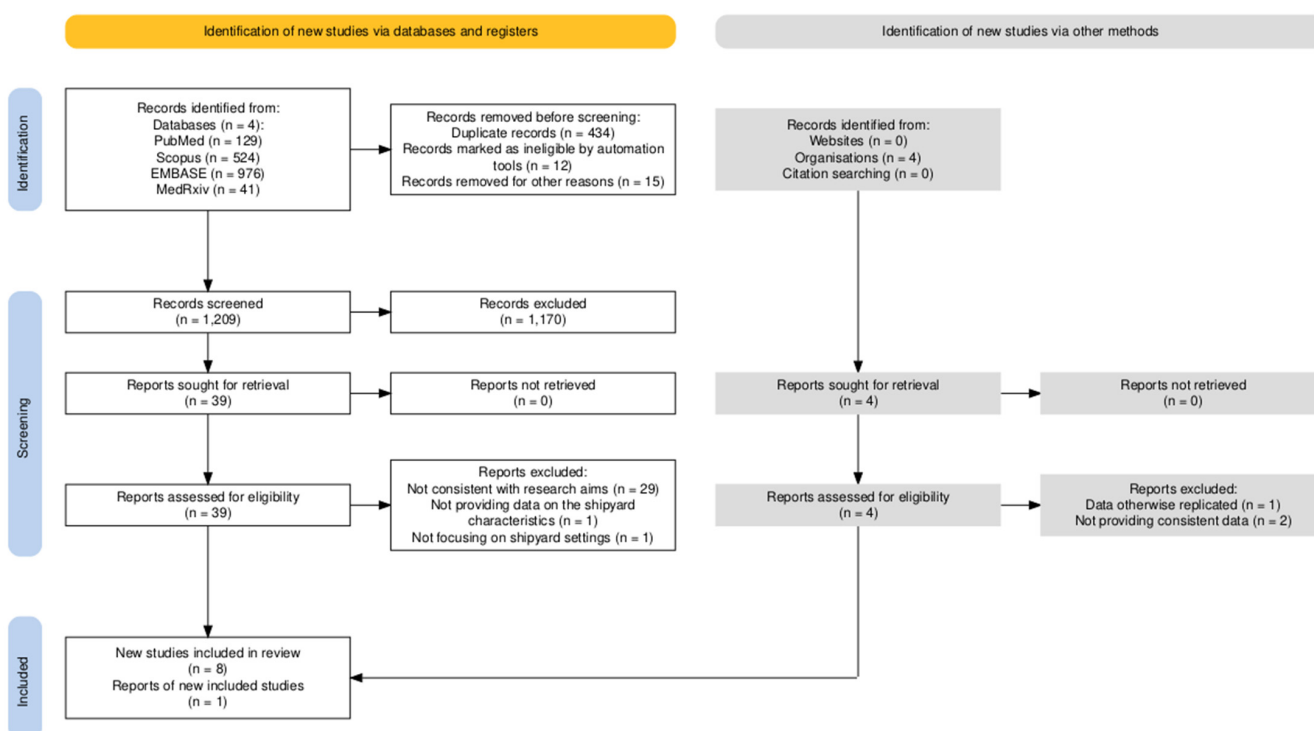 Identification of new studies via databases and registers
Identification of new studies via other methods
Identification
Records identified from:
Databases (n = 4):
PubMed (n = 129)
Scopus (n = 524)
EMBASE (n = 976)
MedRxiv (n = 41)
Records removed before screening:
Duplicate records (n = 434)
Records marked as ineligible by automation
tools (n = 12)
Records removed for other reasons (n = 15)
Records identified from:
Websites (n = 0)
Organisations (n = 4)
Citation searching (n = 0)
Screening
Records screened
(n = 1,209)
Records excluded
(n = 1,170)
Reports sought for retrieval
(n = 39)
Reports not retrieved
(n = 0)
Reports sought for retrieval
(n = 4)
Reports not retrieved
(n = 0)
Reports assessed for eligibility
(n = 39)
Reports excluded:
Not consistent with research aims (n = 29)
Not providing data on the shipyard
characteristics (n = 1)
Not focusing on shipyard settings (n = 1)
Reports assessed for eligibility
(n = 4)
Reports excluded:
Data otherwise replicated (n = 1)
Not providing consistent data (n = 2)
Included
New studies included in review
(n = 8)
Reports of new included studies
(n = 1)